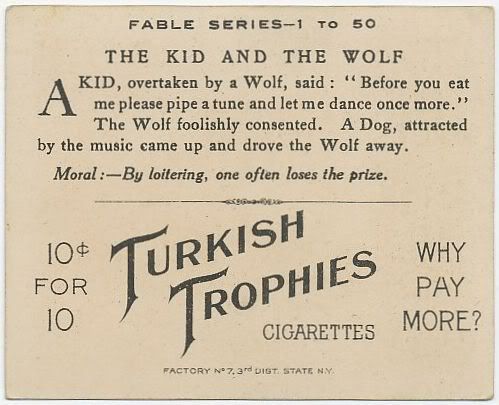 FABLE SERIES—1 TO 50
THE KID AND THE WOLF
A KID, overtaken by a Wolf, said : "Before you eat
me please pipe a tune and let me dance once more."
The Wolf foolishly consented. A Dog, attracted
by the music came up and drove the Wolf away.
Moral :—By loitering, one often loses the prize.
10¢
FOR
10
TURKISH
TROPHIES
CIGARETTES
WHY
PAY
MORE?
FACTORY No 7, 3rd DIST. STATE N.Y.